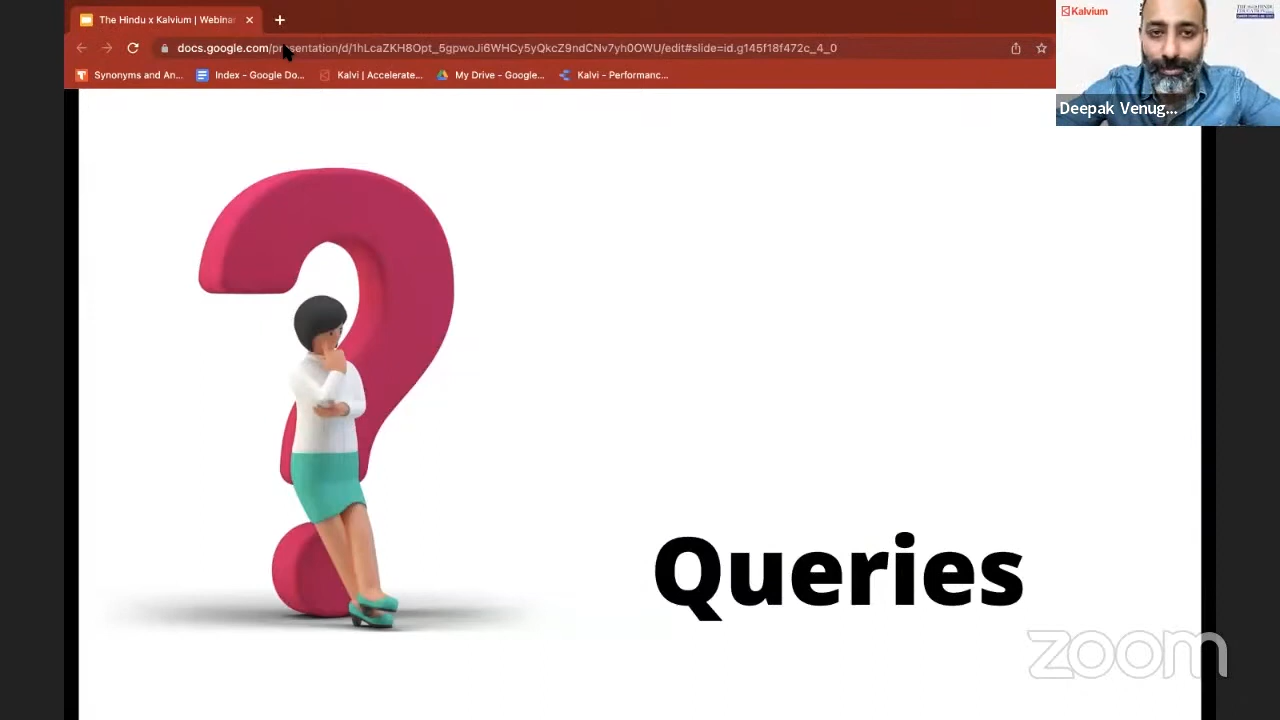 The Hindu x Kalvium | Webinar
docs.google.com/presentation/d/1hLcaZKH8Opt_5gpwoJi6WHCy5yQkcZ9ndCNv7yh0OWU/edit#slide=id.g145f18f472c_4_0
Synonyms and An...
Index - Google Do...
Kalvi | Accelerate...
My Drive - Google...
Kalvi - Performanc...
Kalvium
Deepak Venug...
Queries
zoom